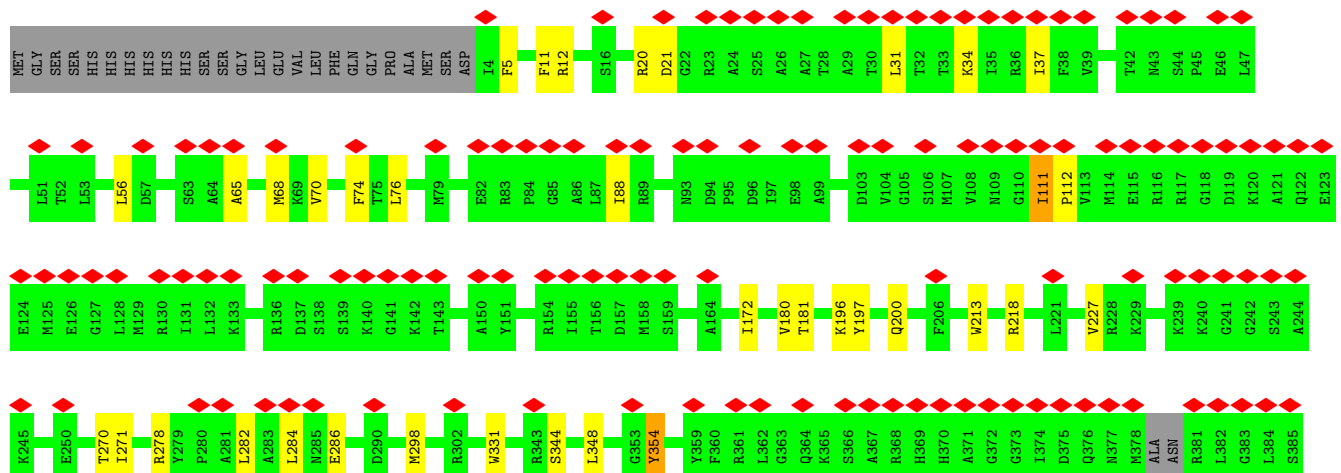 MET GLY SER SER HIS HIS HIS HIS HIS HIS SER SER GLY LEU GLU VAL LEU PHE GLN GLY PRO ALA MET SER ASP I4 F5 F11 R12 S16 R20 D21 G22 R23 A24 S25 A26 A27 T28 A29 T30 L31 T32 T33 K34 I35 R36 I37 F38 V39 T42 N43 S44 P45 E46 L47
L51 T52 L53 L56 D57 S63 A64 A65 M68 K69 V70 F74 T75 L76 M79 E82 R83 P84 G85 A86 L87 I88 R89 N93 D94 P95 D96 I97 E98 A99 D103 V104 G105 S106 M107 V108 N109 G110 I111 P112 V113 M114 E115 R116 R117 G118 D119 K120 A121 Q122 E123
E124 M125 E126 G127 L128 M129 R130 I131 L132 K133 R136 D137 S138 S139 K140 G141 K142 T143 A150 Y151 R154 I155 T156 D157 M158 S159 A164 I172 V180 T181 K196 Y197 Q200 F206 W213 R218 L221 V227 R228 K229 K239 K240 G241 G242 S243 A244
K245 E250 T270 I271 R278 Y279 P280 A281 L282 A283 L284 N285 E286 D290 M298 R302 W331 R343 S344 L348 G353 Y354 Y359 F360 R361 L362 G363 Q364 K365 S366 A367 R368 H369 H370 A371 G372 G373 I374 D375 Q376 N377 M378 ALA ASN R381 L382 G383 L384 S385